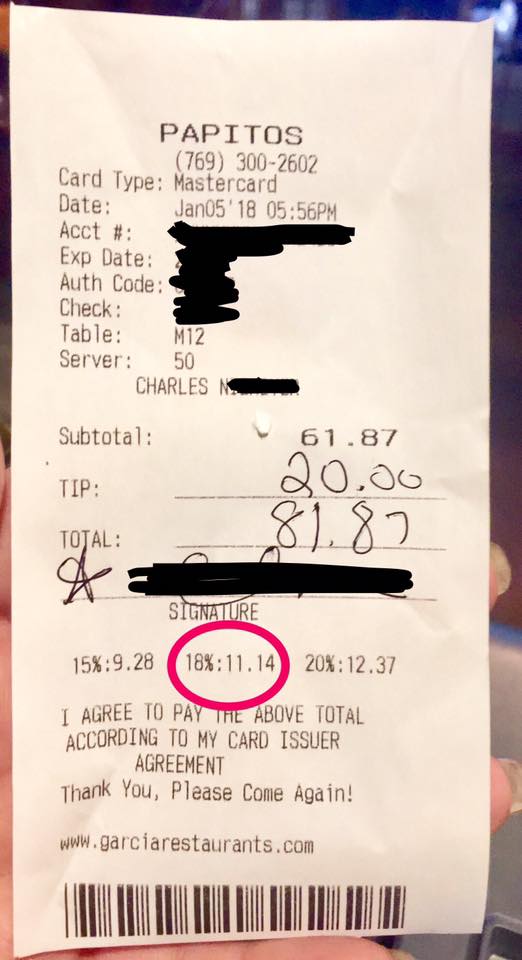 PAPITOS
(769) 300-2602
Card Type: Mastercard
Date: Jan05'18 05:56PM
Acct #:
Exp Date:
Auth Code:
Check:
Table: M12
Server: 50
CHARLES
Subtotal: 61.87
TIP: 20.00
TOTAL: 81.87
SIGNATURE
15%:9.28 18%:11.14 20%:12.37
I AGREE TO PAY THE ABOVE TOTAL
ACCORDING TO MY CARD ISSUER
AGREEMENT
Thank You, Please Come Again!
www.garciarestaurants.com